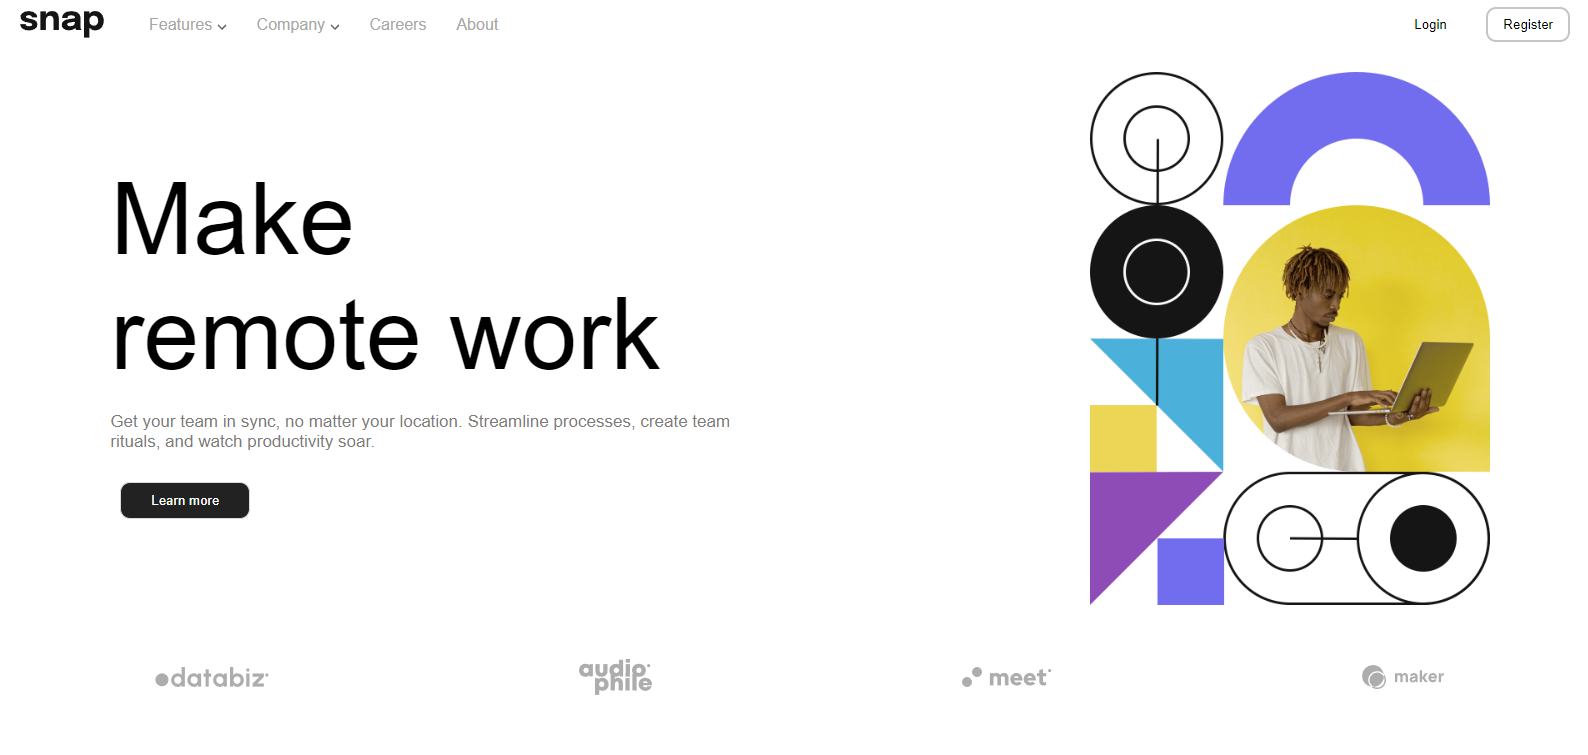 snap
Features
Company
Careers
About
Login
Register
Make
remote work
Get your team in sync, no matter your location. Streamline processes, create team
rituals, and watch productivity soar.
Learn more
databiz
audiophile
meet
maker